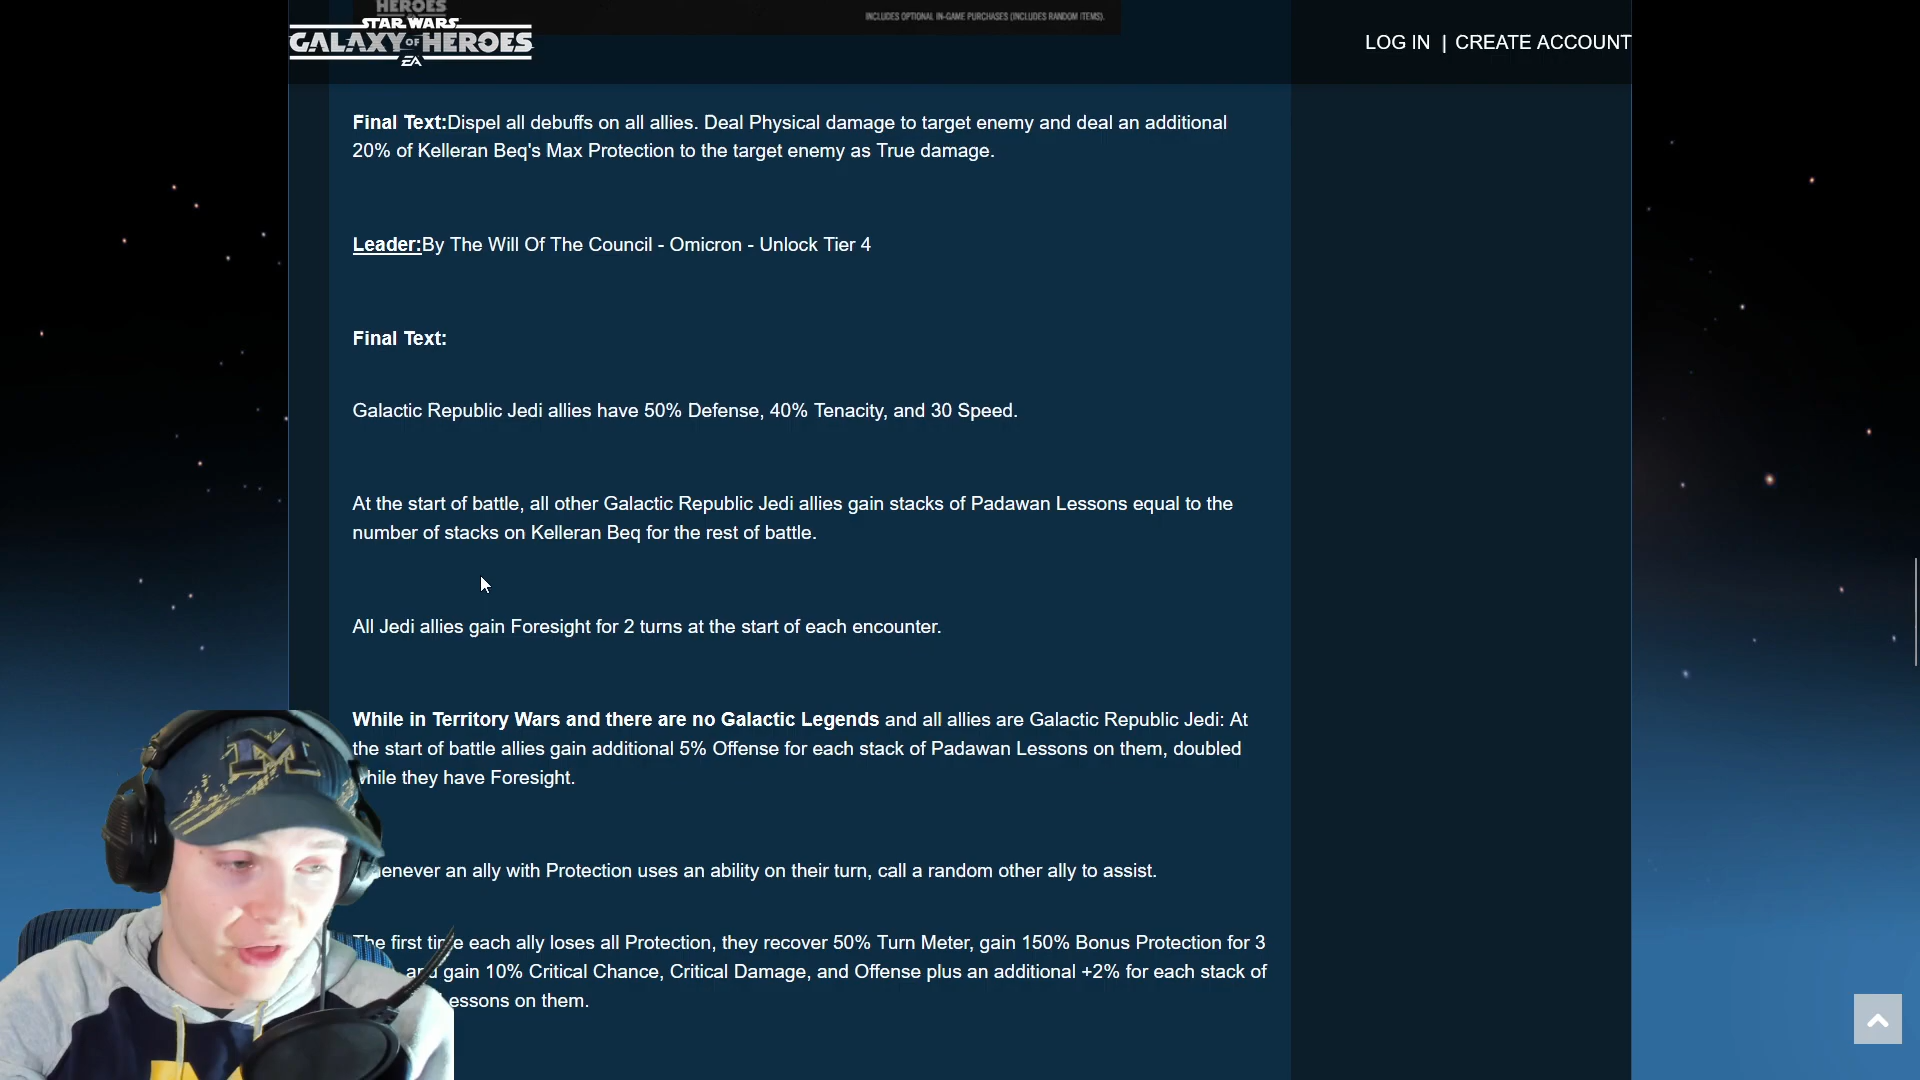 HEROES
INCLUDES OPTIONAL IN-GAME PURCHASES (INCLUDES RANDOM ITEMS).
STAR WARS
GALAXY OF HEROES
EA
LOG IN | CREATE ACCOUNT
Final Text:Dispel all debuffs on all allies. Deal Physical damage to target enemy and deal an additional
20% of Kelleran Beq's Max Protection to the target enemy as True damage.
Leader:By The Will Of The Council - Omicron - Unlock Tier 4
Final Text:
Galactic Republic Jedi allies have 50% Defense, 40% Tenacity, and 30 Speed.
At the start of battle, all other Galactic Republic Jedi allies gain stacks of Padawan Lessons equal to the
number of stacks on Kelleran Beq for the rest of battle.
All Jedi allies gain Foresight for 2 turns at the start of each encounter.
While in Territory Wars and there are no Galactic Legends and all allies are Galactic Republic Jedi: At
the start of battle allies gain additional 5% Offense for each stack of Padawan Lessons on them, doubled
while they have Foresight.
enever an ally with Protection uses an ability on their turn, call a random other ally to assist.
The first time each ally loses all Protection, they recover 50% Turn Meter, gain 150% Bonus Protection for 3
and gain 10% Critical Chance, Critical Damage, and Offense plus an additional +2% for each stack of
essons on them.
M